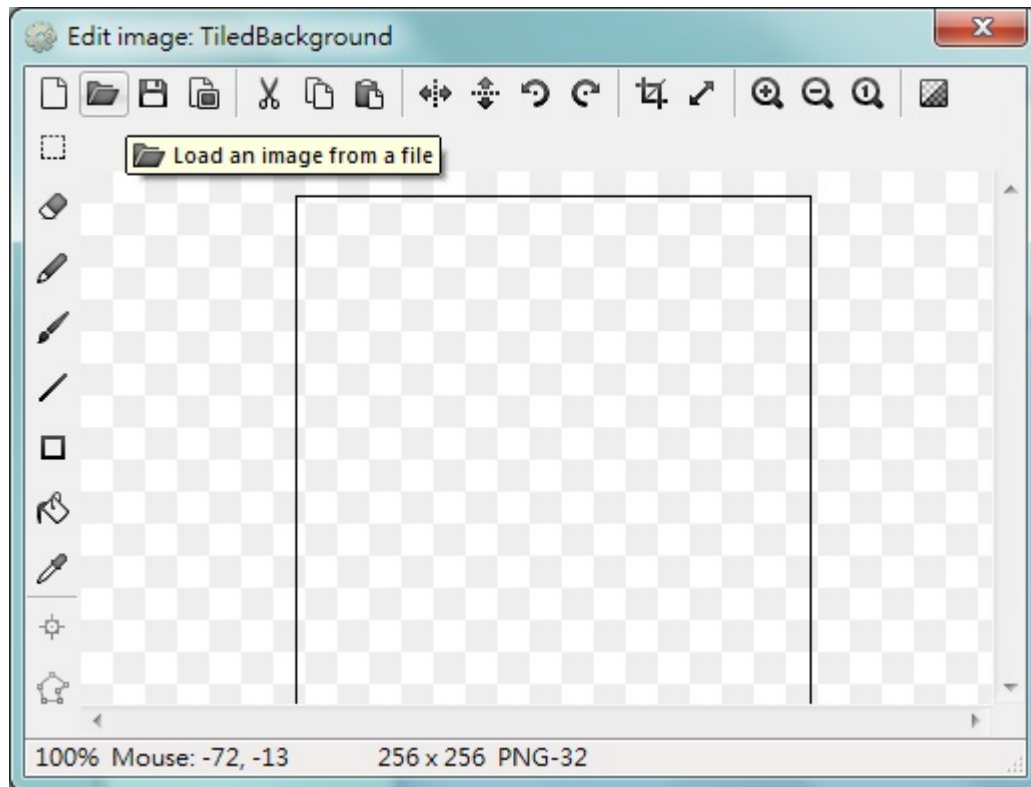 Edit image: TiledBackground
Load an image from a file
100% Mouse: -72, -13 256 x 256 PNG-32